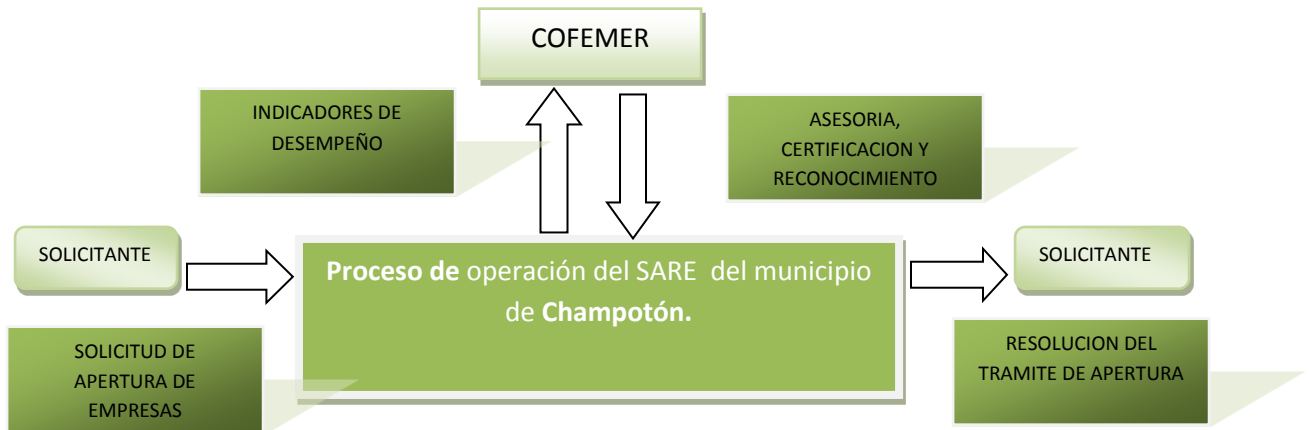 COFEMER
INDICADORES DE
DESEMPEÑO
ASESORIA,
CERTIFICACION Y
RECONOCIMIENTO
SOLICITANTE
Proceso de operación del SARE del municipio
de Champotón.
SOLICITANTE
SOLICITUD DE
APERTURA DE
EMPRESAS
RESOLUCION DEL
TRAMITE DE APERTURA